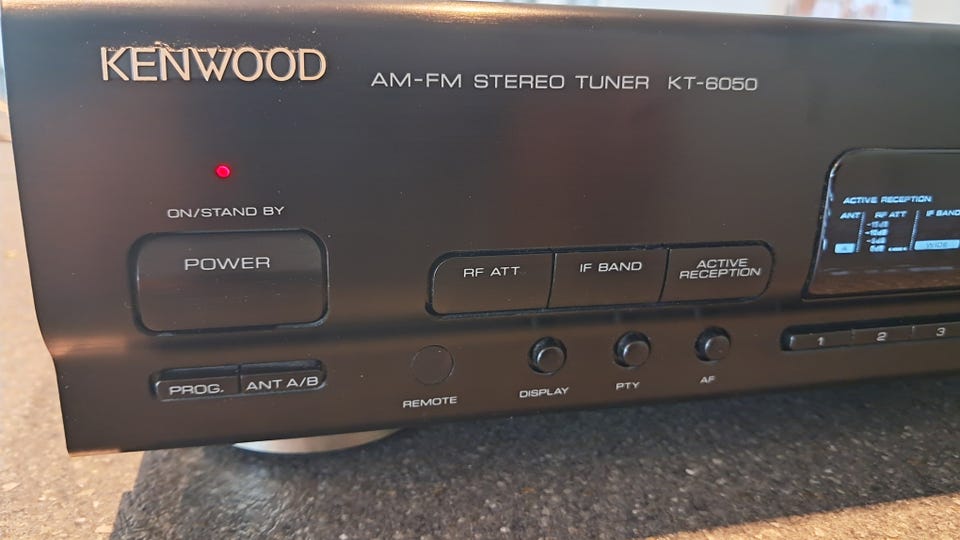 KENWOOD
AM-FM STEREO TUNER KT-6050
ON/STAND BY
POWER
RF ATT
IF BAND
ACTIVE
RECEPTION
ACTIVE RECEPTION
ANT RF ATT IF BAND
A
WIDE
1 2 3
PROG. ANT A/B
REMOTE
DISPLAY
PTY
AF